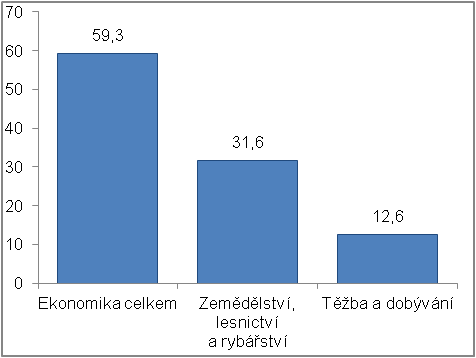 70
60
50
40
30
20
10
0
59,3
31,6
12,6
Ekonomika celkem
Zemědělství,
lesnictví
a rybářství
Těžba a dobývání